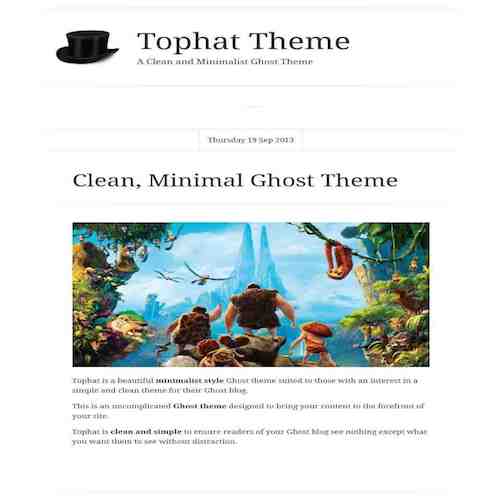 Tophat Theme
A Clean and Minimalist Ghost Theme
Thursday 19 Sep 2013
Clean, Minimal Ghost Theme
Tophat is a beautiful minimalist style Ghost theme suited to those with an interest in a
simple and clean theme for their Ghost blog.
This is an uncomplicated Ghost theme designed to bring your content to the forefront of
your site.
Tophat is clean and simple to ensure readers of your Ghost blog see nothing except what
you want them to see without distraction.